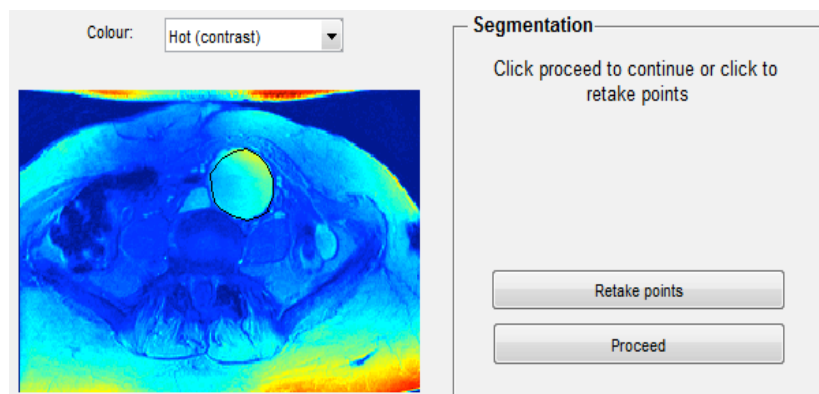 Colour:
Hot (contrast)
Segmentation
Click proceed to continue or click to
retake points
Retake points
Proceed